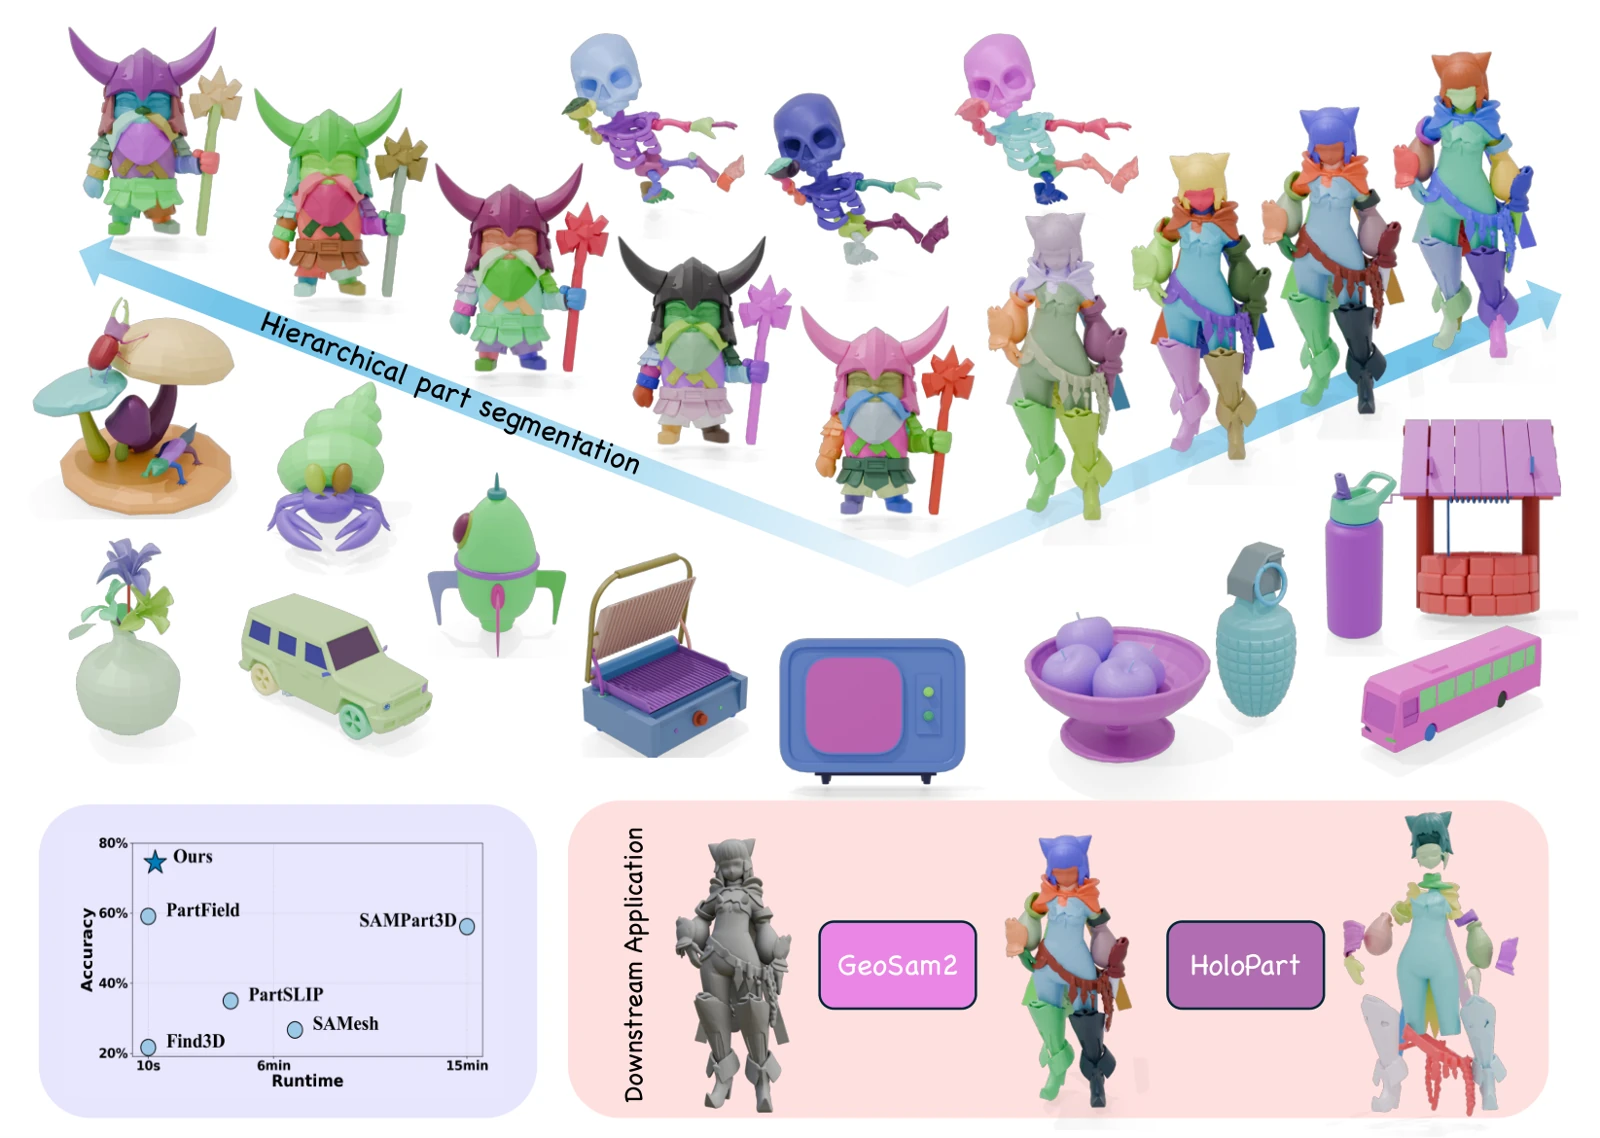 Hierarchical part segmentation
80%
60%
40%
20%
Accuracy
Ours
PartField
SAMPart3D
PartSLIP
SAMesh
Find3D
10s
6min
15min
Runtime
Downstream Application
GeoSam2
HoloPart